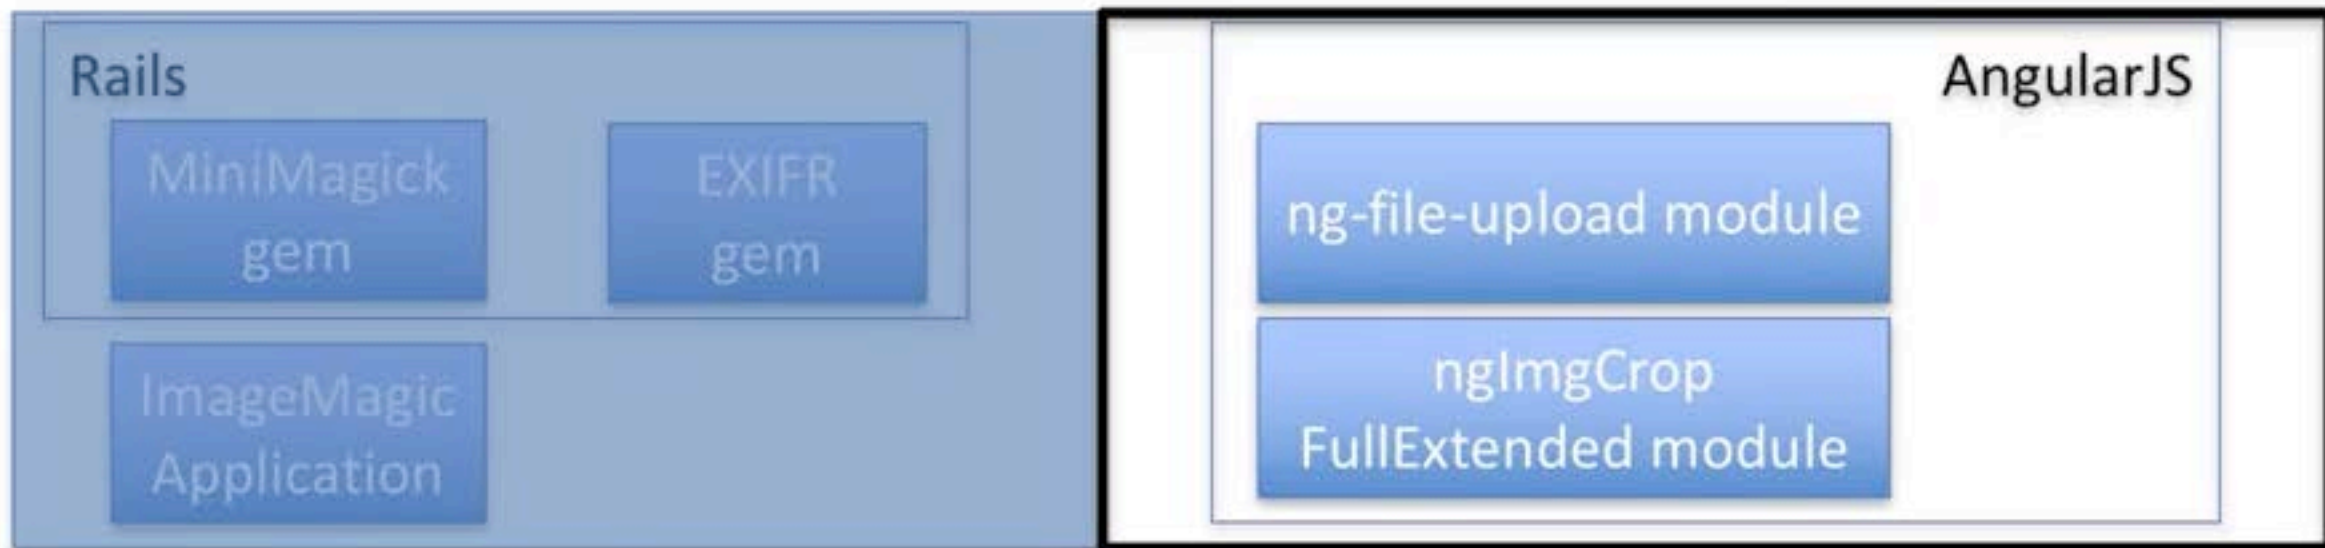 Rails
MiniMagick
gem
EXIFR
gem
ImageMagic
Application
AngularJS
ng-file-upload module
ngImgCrop
FullExtended module